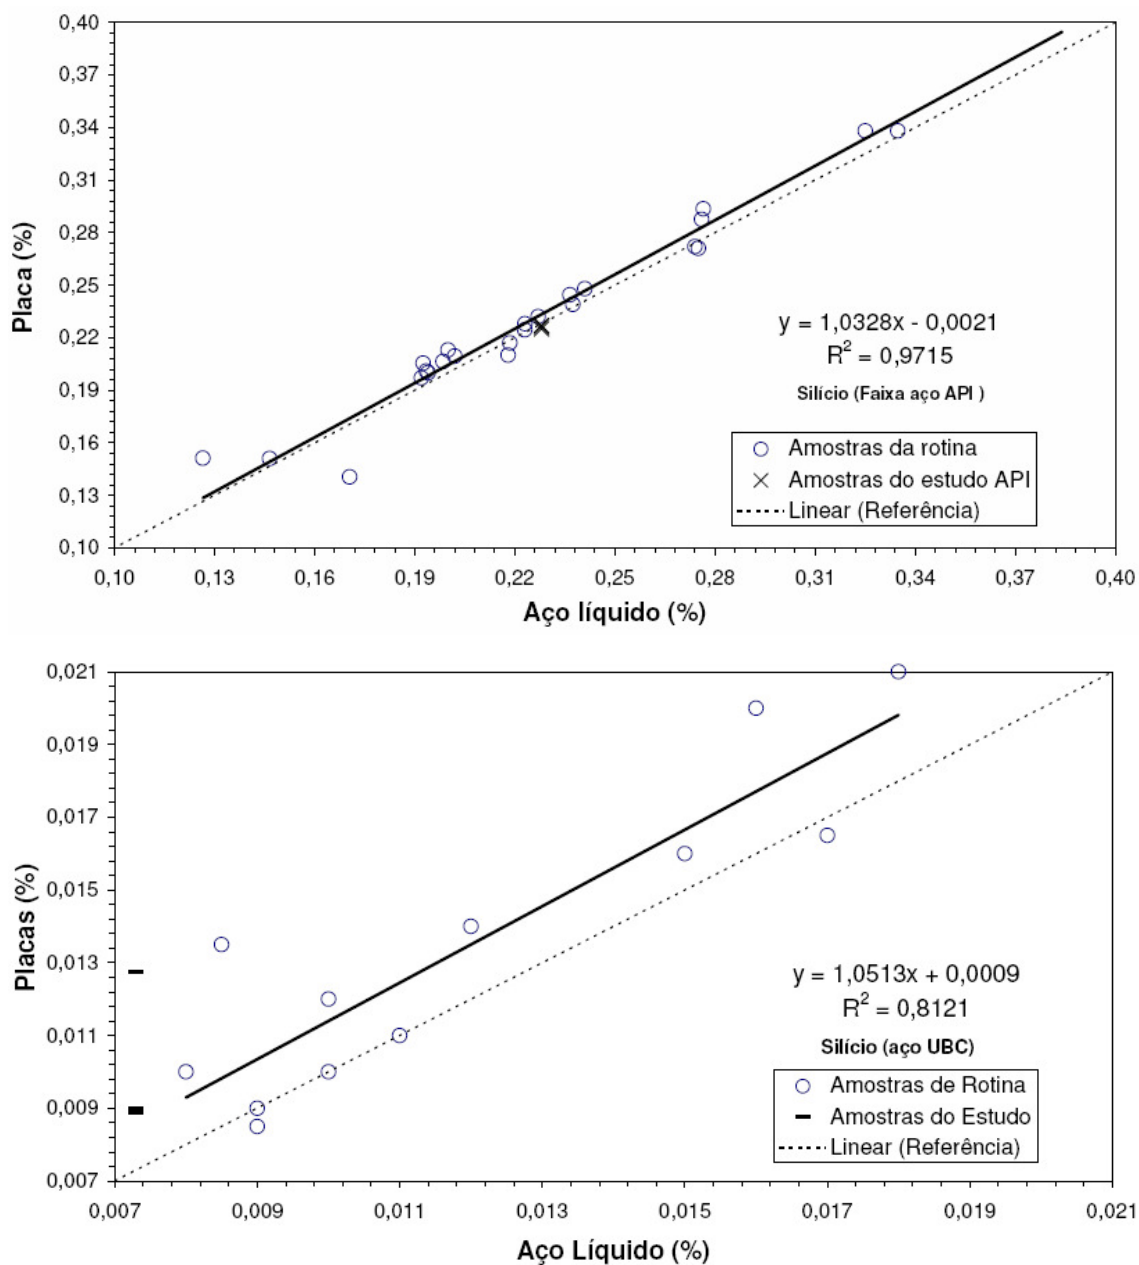 0,40
0,37
0,34
0,31
0,28
0,25
0,22
0,19
0,16
0,13
0,10
Placa (%)
y = 1,0328x - 0,0021
R² = 0,9715
Silício (Faixa aço API )
Amostras da rotina
Amostras do estudo API
Linear (Referência)
0,10 0,13 0,16 0,19 0,22 0,25 0,28 0,31 0,34 0,37 0,40
Aço líquido (%)
0,021
0,019
0,017
0,015
0,013
0,011
0,009
0,007
Placas (%)
y = 1,0513x + 0,0009
R² = 0,8121
Silício (aço UBC)
Amostras de Rotina
Amostras do Estudo
Linear (Referência)
0,007 0,009 0,011 0,013 0,015 0,017 0,019 0,021
Aço Líquido (%)